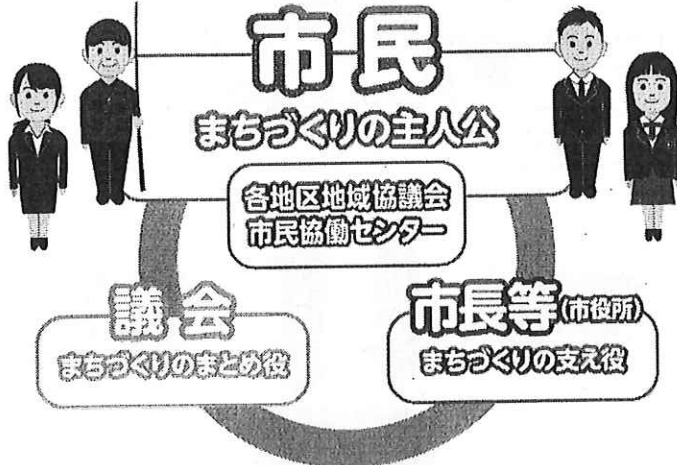 市民
まちづくりの主人公
各地区地域協議会
市民協働センター
議会
まちづくりのまとめ役
市長等(市役所)
まちづくりの支え役